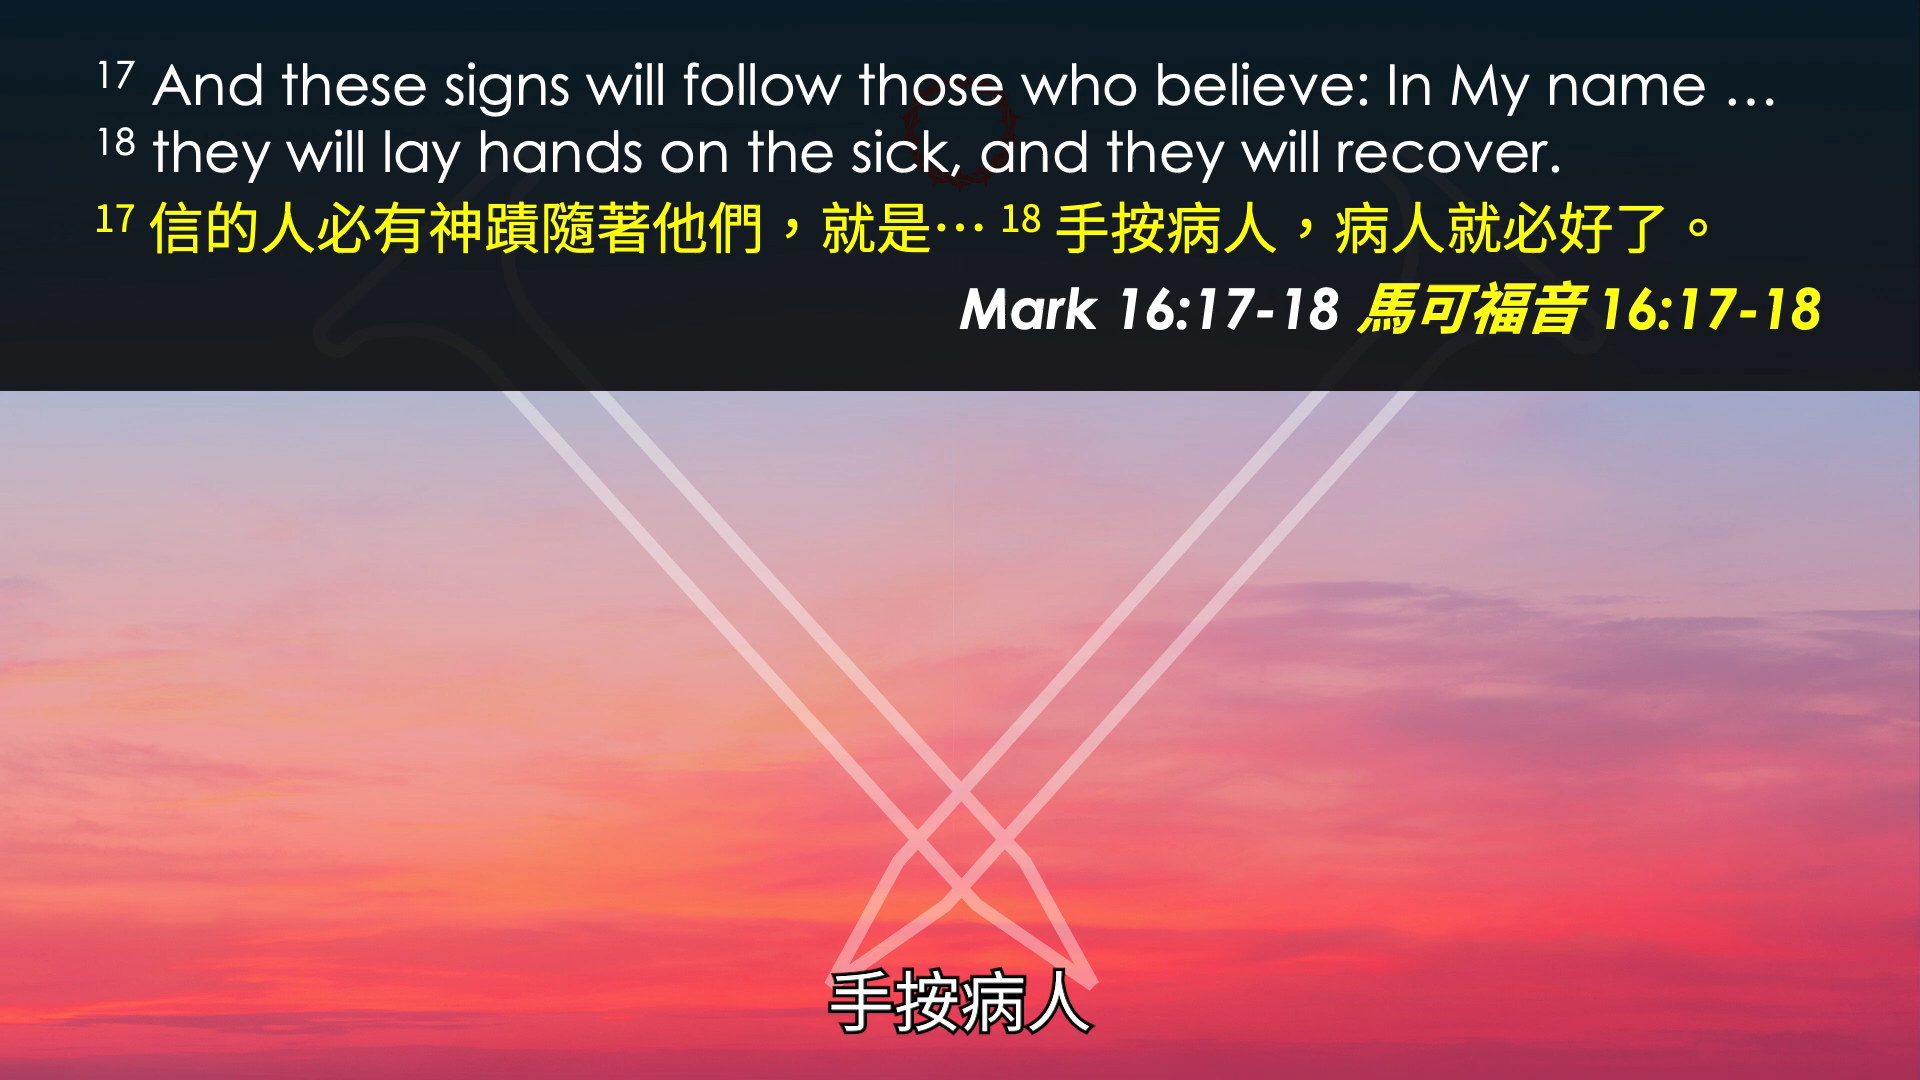 17 And these signs will follow those who believe: In My name …
18 they will lay hands on the sick, and they will recover.
17 信的人必有神蹟隨著他們，就是… 18 手按病人，病人就必好了。
Mark 16:17-18 馬可福音 16:17-18
手按病人